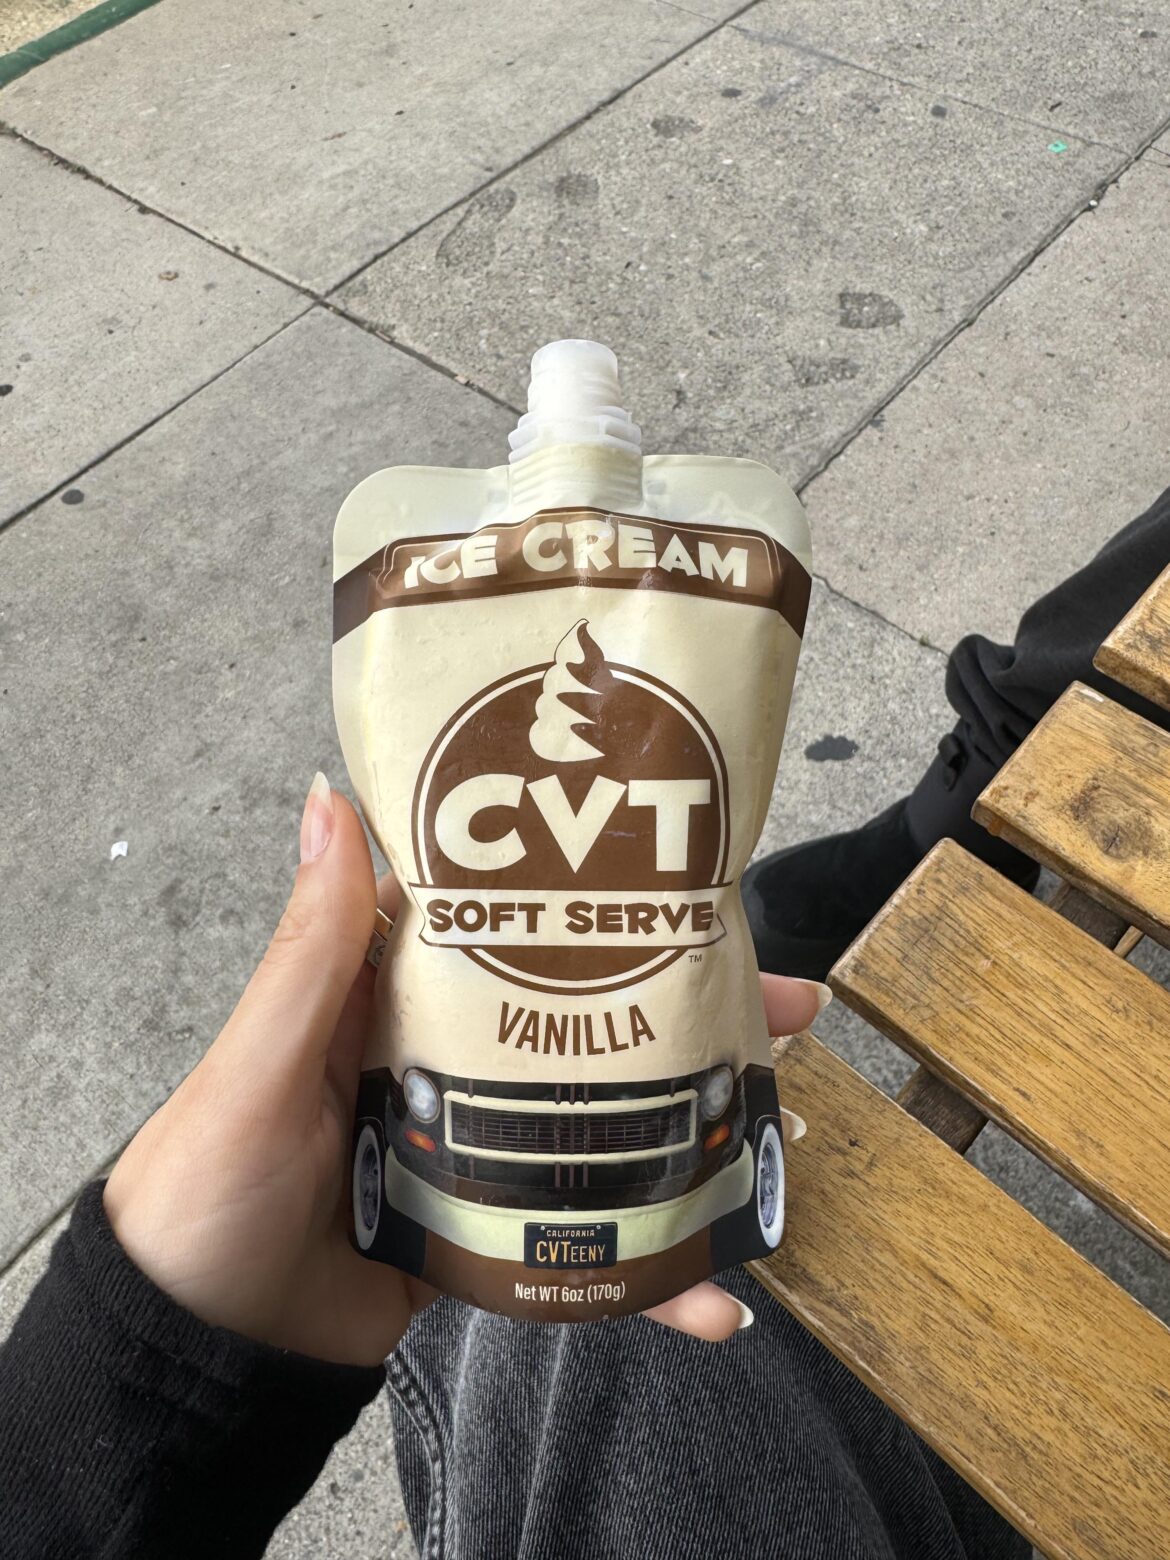 ICE CREAM
CVT
SOFT SERVE
TM
VANILLA
CALIFORNIA
CVTEENY
Net WT 6oz (170g)